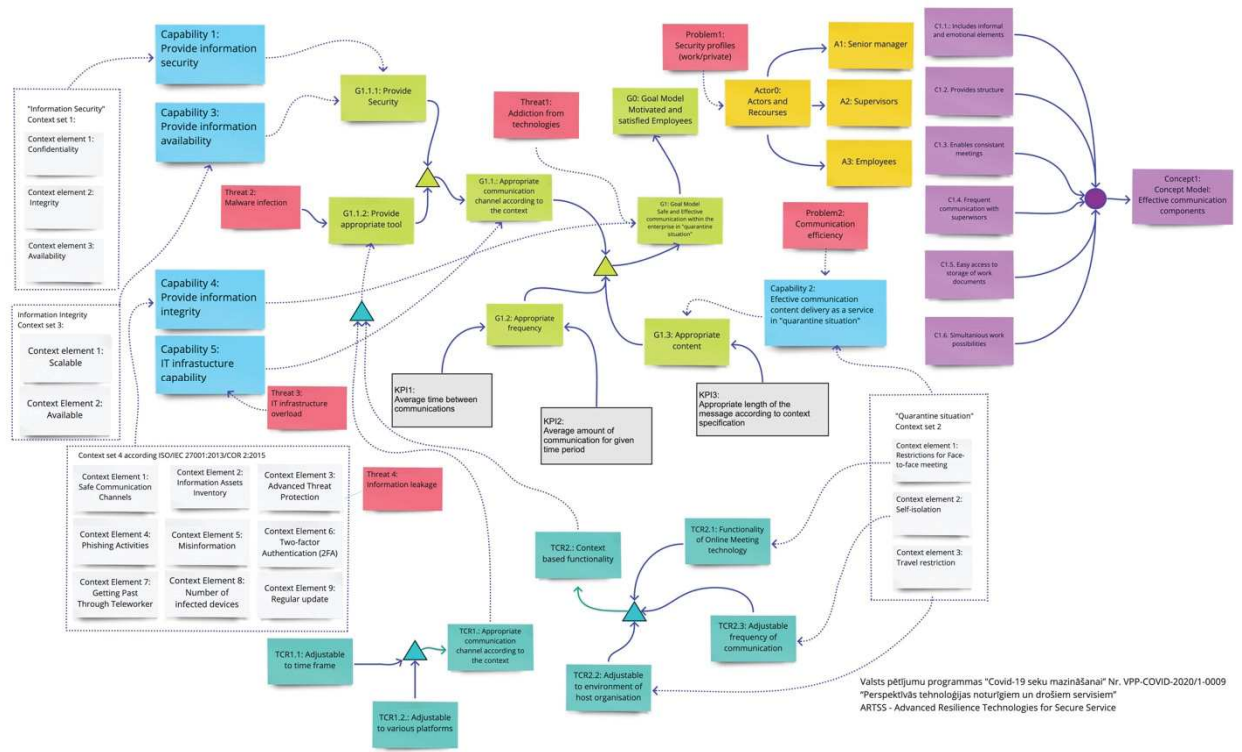 Capability 1:
Provide information
security
"Information Security"
Context set 1:
Context element 1:
Confidentiality
Context element 2:
Integrity
Context element 3:
Availability
Capability 3:
Provide information
availability
G1.1.1: Provide
Security
Threat 2:
Malware infection
G1.1.2: Provide
appropriate tool
G1.1.: Appropriate
communication
channel according to
the context
Threat1:
Addiction from
technologies
G0: Goal Model
Motivated and
satisfied Employees
G1: Goal Model
Safe and Effective
communication within the
enterprise in "quarantine
situation"
Problem1:
Security profiles
(work/private)
Actor0:
Actors and
Recourses
A1: Senior manager
A2: Supervisors
A3: Employees
C1.1.: Includes informal
and emotional elements
C1.2. Provides structure
C1.3. Enables consistant
meetings
C1.4. Frequent
communication with
superwisors
C1.5. Easy access to
storage of work
documents
C1.6. Simultanious work
possibilities
Concept1:
Concept Model:
Effective communication
components
Problem2:
Communication
efficiency
Capability 2:
Efective communication
content delivery as a service
in "quarantine situation"
Information Integrity
Context set 3:
Context element 1:
Scalable
Context Element 2:
Available
Capability 4:
Provide information
integrity
Capability 5:
IT infrastucture
capability
Threat 3:
IT infrastructure
overload
G1.2: Appropriate
frequency
G1.3: Appropriate
content
KPI1:
Average time between
communications
KPI2:
Average amount of
communication for given
time period
KPI3:
Appropriate length of the
message according to context
specification
"Quarantine situation"
Context set 2
Context element 1:
Restrictions for Face-
to-face meeting
Context element 2:
Self-isolation
Context element 3:
Travel restriction
Context set 4 according ISO/IEC 27001:2013/COR 2:2015
Context Element 1:
Safe Communication
Channels
Context Element 2:
Information Assets
Inventory
Context Element 3:
Advanced Threat
Protection
Context Element 4:
Phishing Activities
Context Element 5:
Misinformation
Context Element 6:
Two-factor
Authentication (2FA)
Context Element 7:
Getting Past
Through Teleworker
Context Element 8:
Number of
infected devices
Context Element 9:
Regular update
Threat 4:
Information leakage
TCR2.: Context
based functionality
TCR2.1: Functionality
of Online Meeting
technology
TCR2.3: Adjustable
frequency of
communication
TCR2.2: Adjustable
to environment of
host organisation
TCR1.1: Adjustable
to time frame
TCR1.: Appropriate
communication
channel according to
the context
TCR1.2.: Adjustable
to various platforms
Valsts pētījumu programmas "Covid-19 seku mazināšanai" Nr. VPP-COVID-2020/1-0009
"Perspektīvās tehnoloģijas noturīgiem un drošiem servisiem"
ARTSS - Advanced Resilience Technologies for Secure Service